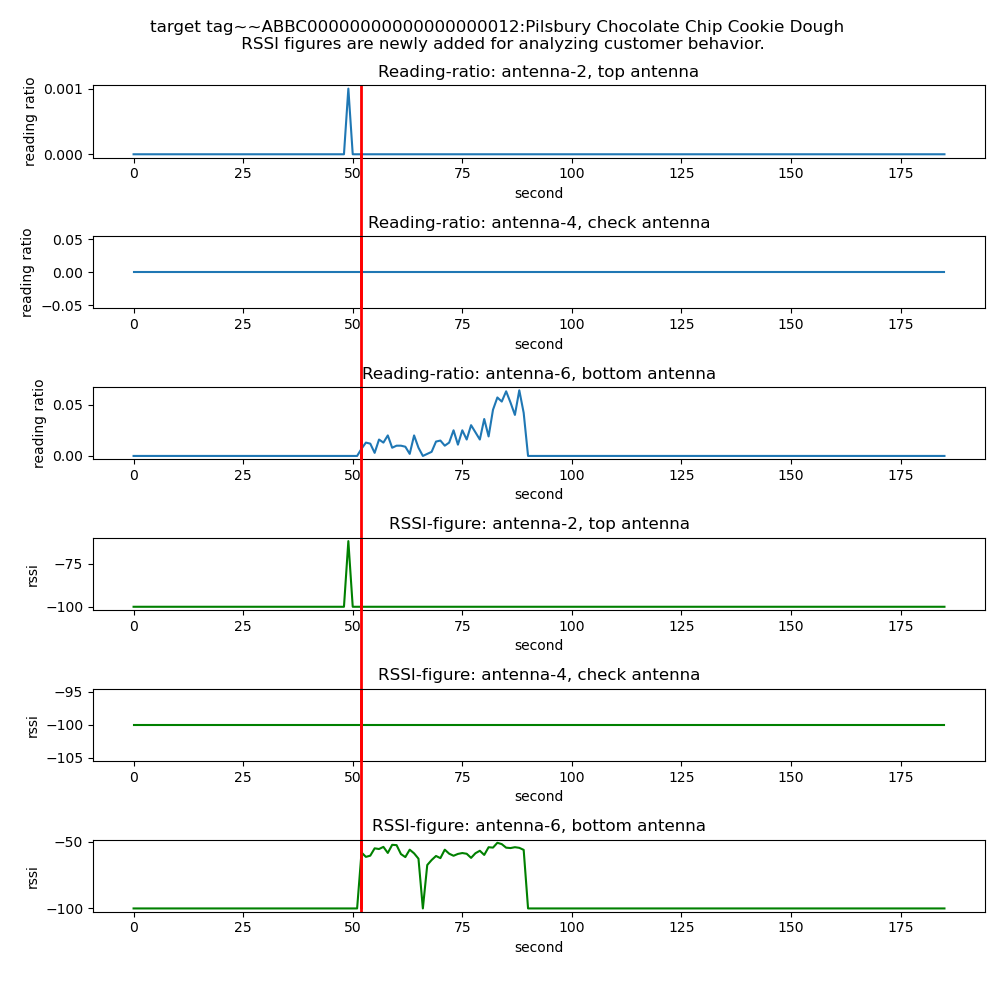 target tag~~ABBC00000000000000000012:Pilsbury Chocolate Chip Cookie Dough
RSSI figures are newly added for analyzing customer behavior.
Reading-ratio: antenna-2, top antenna
reading ratio
0.001
0.000
0 25 50 75 100 125 150 175
second
Reading-ratio: antenna-4, check antenna
reading ratio
0.05
0.00
−0.05
0 25 50 75 100 125 150 175
second
Reading-ratio: antenna-6, bottom antenna
reading ratio
0.05
0.00
0 25 50 75 100 125 150 175
second
RSSI-figure: antenna-2, top antenna
rssi
−75
−100
0 25 50 75 100 125 150 175
second
RSSI-figure: antenna-4, check antenna
rssi
−95
−100
−105
0 25 50 75 100 125 150 175
second
RSSI-figure: antenna-6, bottom antenna
rssi
−50
−100
0 25 50 75 100 125 150 175
second